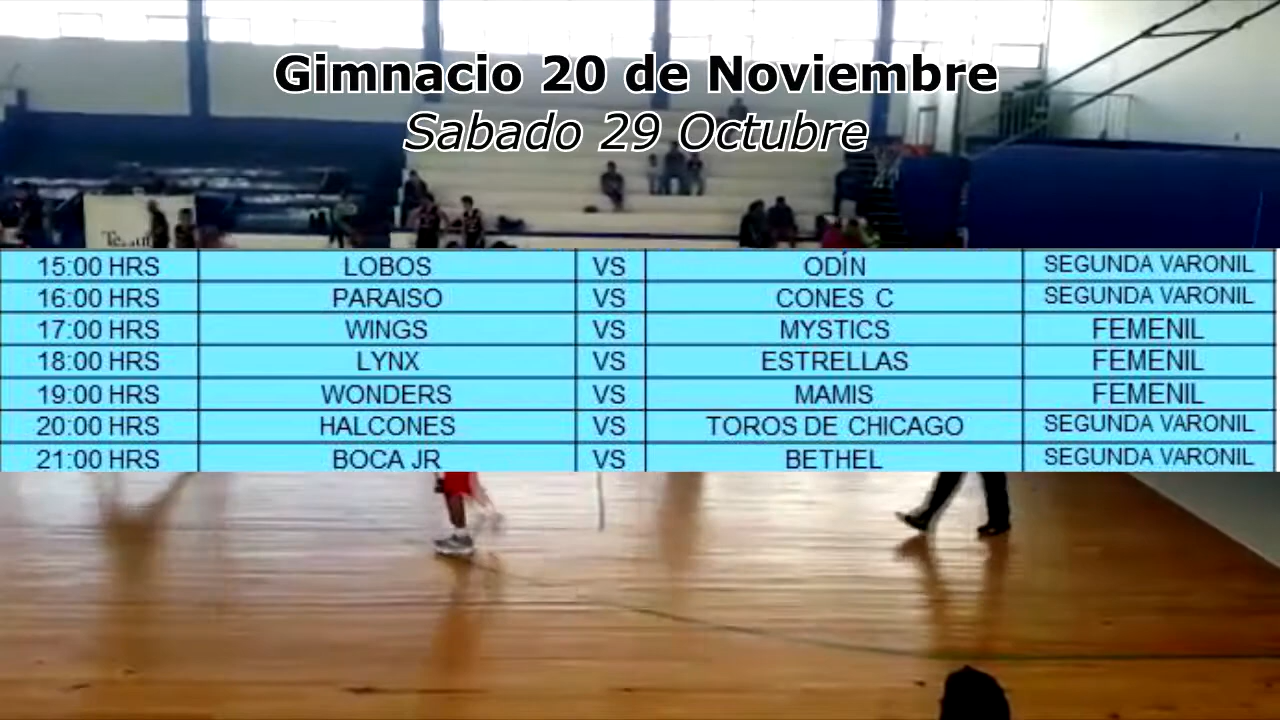 Gimnacio 20 de Noviembre
Sabado 29 Octubre
15:00 HRS LOBOS VS ODÍN SEGUNDA VARONIL
16:00 HRS PARAISO VS CONES C SEGUNDA VARONIL
17:00 HRS WINGS VS MYSTICS FEMENIL
18:00 HRS LYNX VS ESTRELLAS FEMENIL
19:00 HRS WONDERS VS MAMIS FEMENIL
20:00 HRS HALCONES VS TOROS DE CHICAGO SEGUNDA VARONIL
21:00 HRS BOCA JR VS BETHEL SEGUNDA VARONIL